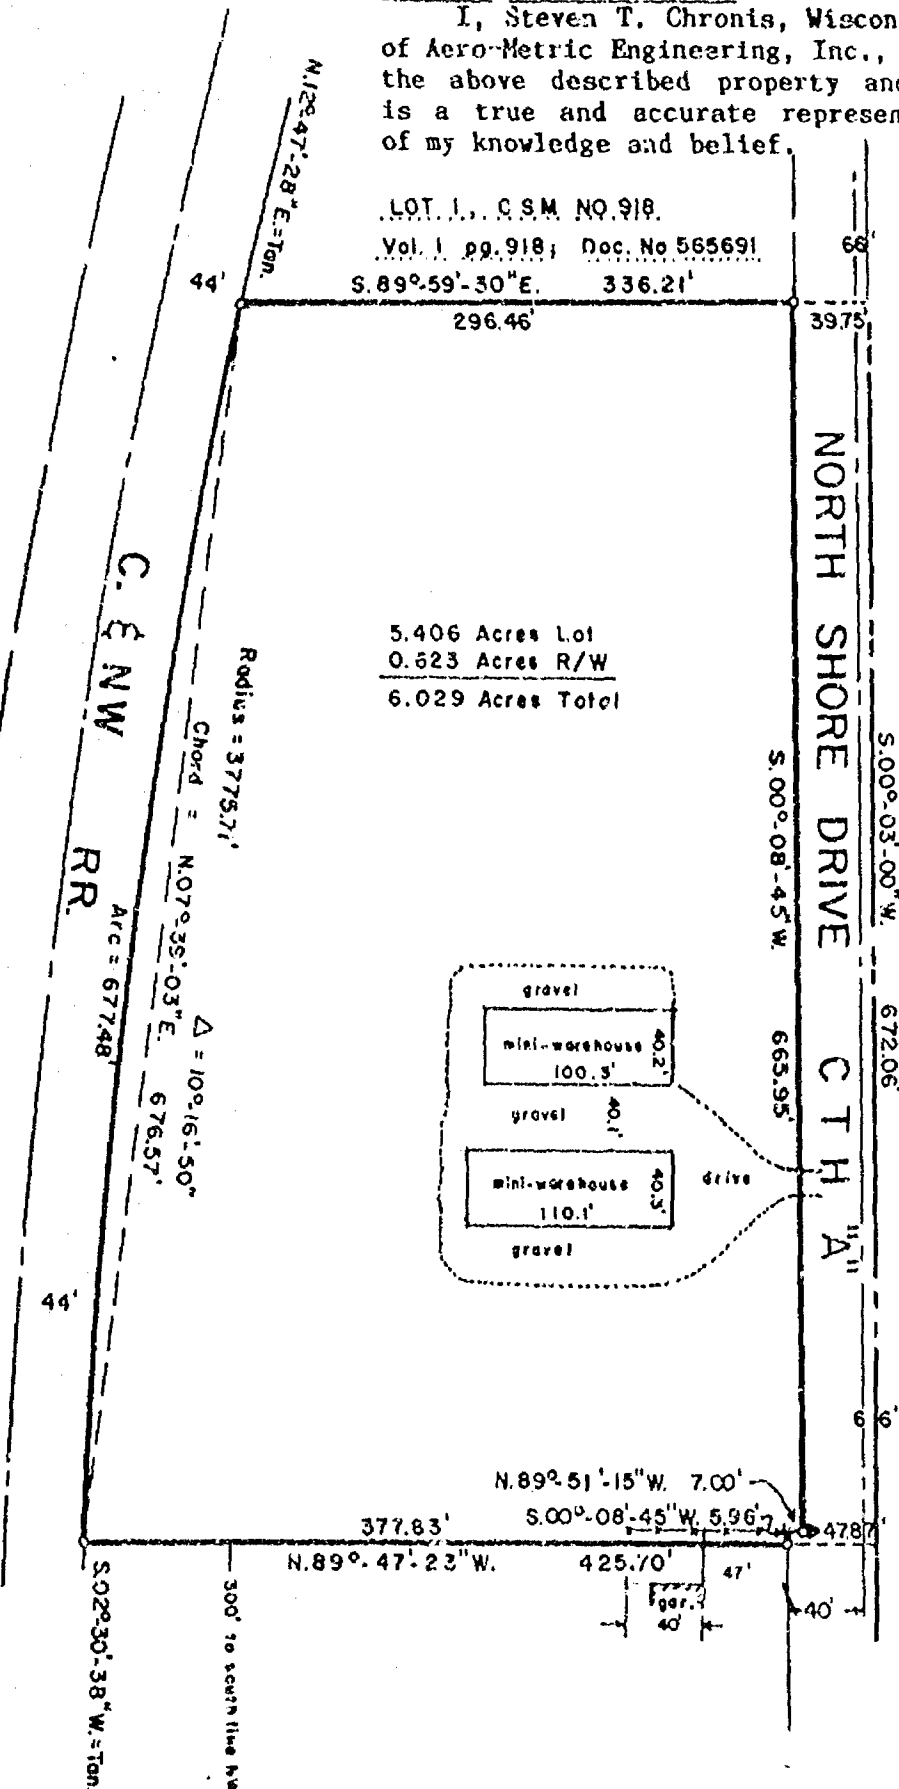 I, Steven T. Chronis, Wiscon
of Aero-Metric Engineering, Inc.,
the above described property and
is a true and accurate represen
of my knowledge and belief.
LOT 1, C S M NO. 918
Vol. 1 pg. 918; Doc. No 565691
66'
44'
N.12°-47'-28"E.=Tan.
S.89°-59'-30"E. 336.21'
296.46'
39.75'
NORTH SHORE DRIVE C T H "A"
C. & NW RR.
5.406 Acres Lot
0.623 Acres R/W
6.029 Acres Total
Radius = 3775.71'
Chord = N.07°-39'-03"E. 676.57'
Δ = 10°-16'-50"
Arc = 677.48'
S.00°-08'-45"W. 665.95'
S.00°-03'-00"W. 672.06'
gravel
mini-warehouse
40.2'
100.3'
gravel
40.1'
mini-warehouse
40.3'
110.1'
drive
gravel
44'
66'
N.89°-51'-15"W. 7.00'
S.00°-08'-45"W. 5.96'
377.83'
47.87'
N.89°-47'-23"W. 425.70'
47'
gar.
40'
40'
S.02°-30'-38"W.=Tan.
300' to south line